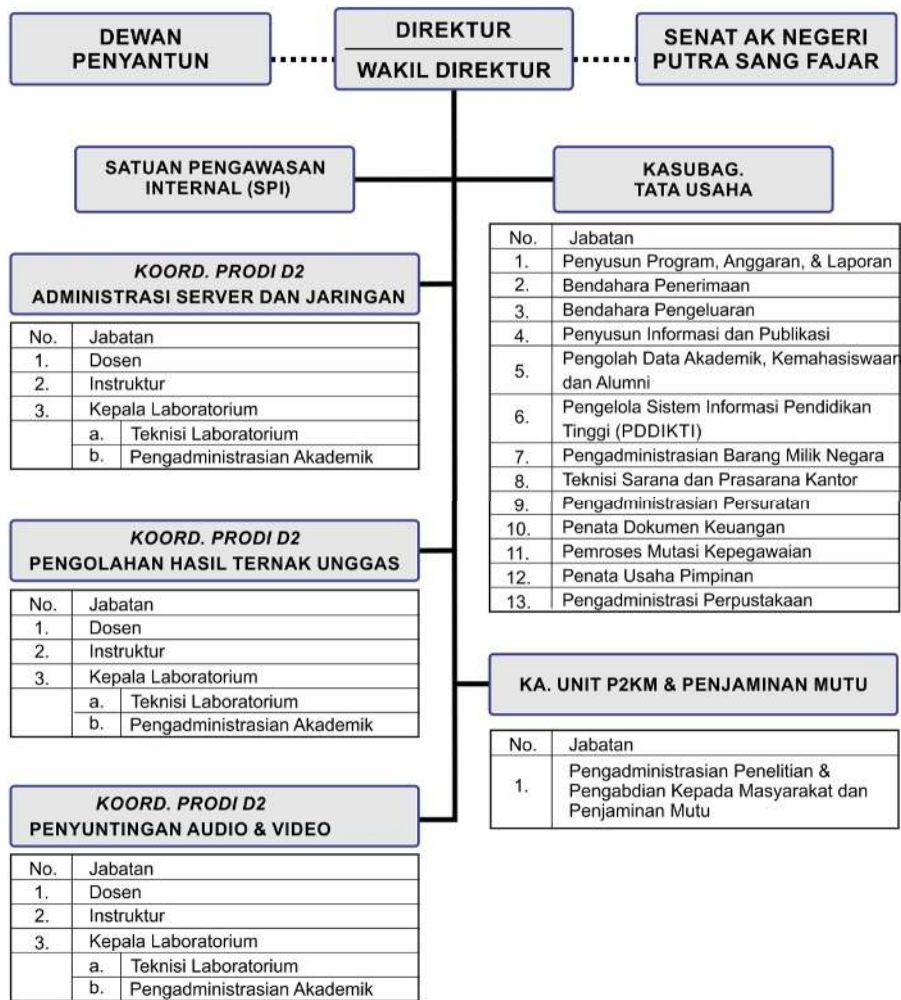 DEWAN
PENYANTUN
DIREKTUR
WAKIL DIREKTUR
SENAT AK NEGERI
PUTRA SANG FAJAR
SATUAN PENGAWASAN
INTERNAL (SPI)
KASUBAG.
TATA USAHA
No. Jabatan
1. Penyusun Program, Anggaran, & Laporan
2. Bendahara Penerimaan
3. Bendahara Pengeluaran
4. Penyusun Informasi dan Publikasi
5. Pengolah Data Akademik, Kemahasiswaan
dan Alumni
6. Pengelola Sistem Informasi Pendidikan
Tinggi (PDDIKTI)
7. Pengadministrasian Barang Milik Negara
8. Teknisi Sarana dan Prasarana Kantor
9. Pengadministrasian Persuratan
10. Penata Dokumen Keuangan
11. Pemroses Mutasi Kepegawaian
12. Penata Usaha Pimpinan
13. Pengadministrasi Perpustakaan
KOORD. PRODI D2
ADMINISTRASI SERVER DAN JARINGAN
No. Jabatan
1. Dosen
2. Instruktur
3. Kepala Laboratorium
a. Teknisi Laboratorium
b. Pengadministrasian Akademik
KOORD. PRODI D2
PENGOLAHAN HASIL TERNAK UNGGAS
No. Jabatan
1. Dosen
2. Instruktur
3. Kepala Laboratorium
a. Teknisi Laboratorium
b. Pengadministrasian Akademik
KA. UNIT P2KM & PENJAMINAN MUTU
No. Jabatan
1. Pengadministrasian Penelitian &
Pengabdian Kepada Masyarakat dan
Penjaminan Mutu
KOORD. PRODI D2
PENYUNTINGAN AUDIO & VIDEO
No. Jabatan
1. Dosen
2. Instruktur
3. Kepala Laboratorium
a. Teknisi Laboratorium
b. Pengadministrasian Akademik